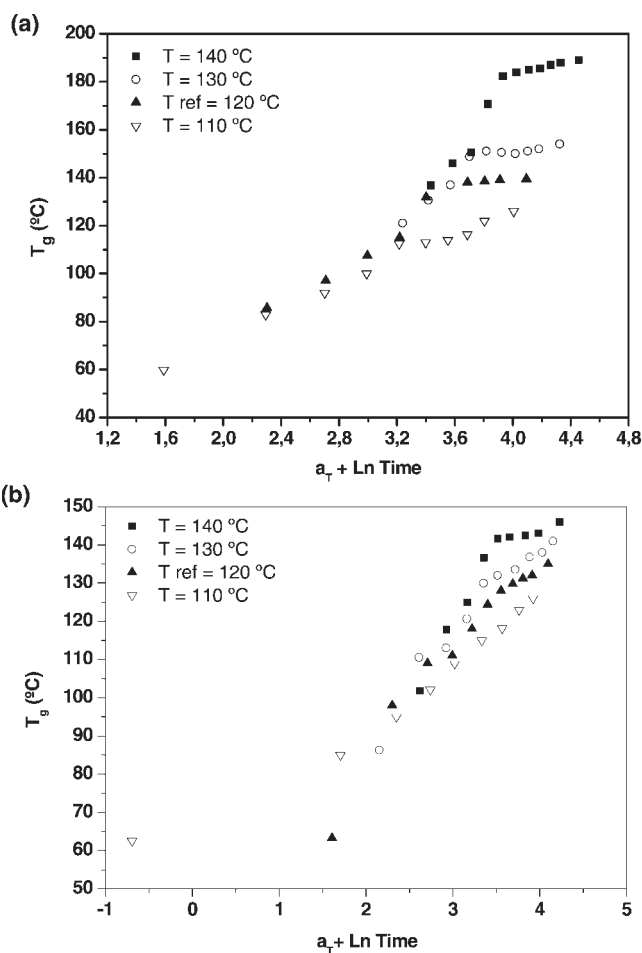 (a)
200
180
160
140
120
100
80
60
40
T = 140 ºC
T = 130 ºC
T ref = 120 ºC
T = 110 ºC
Tg (ºC)
1,2 1,6 2,0 2,4 2,8 3,2 3,6 4,0 4,4 4,8
aT + Ln Time
(b)
150
140
130
120
110
100
90
80
70
60
50
T = 140 ºC
T = 130 ºC
T ref = 120 ºC
T = 110 ºC
Tg (ºC)
-1 0 1 2 3 4 5
aT + Ln Time